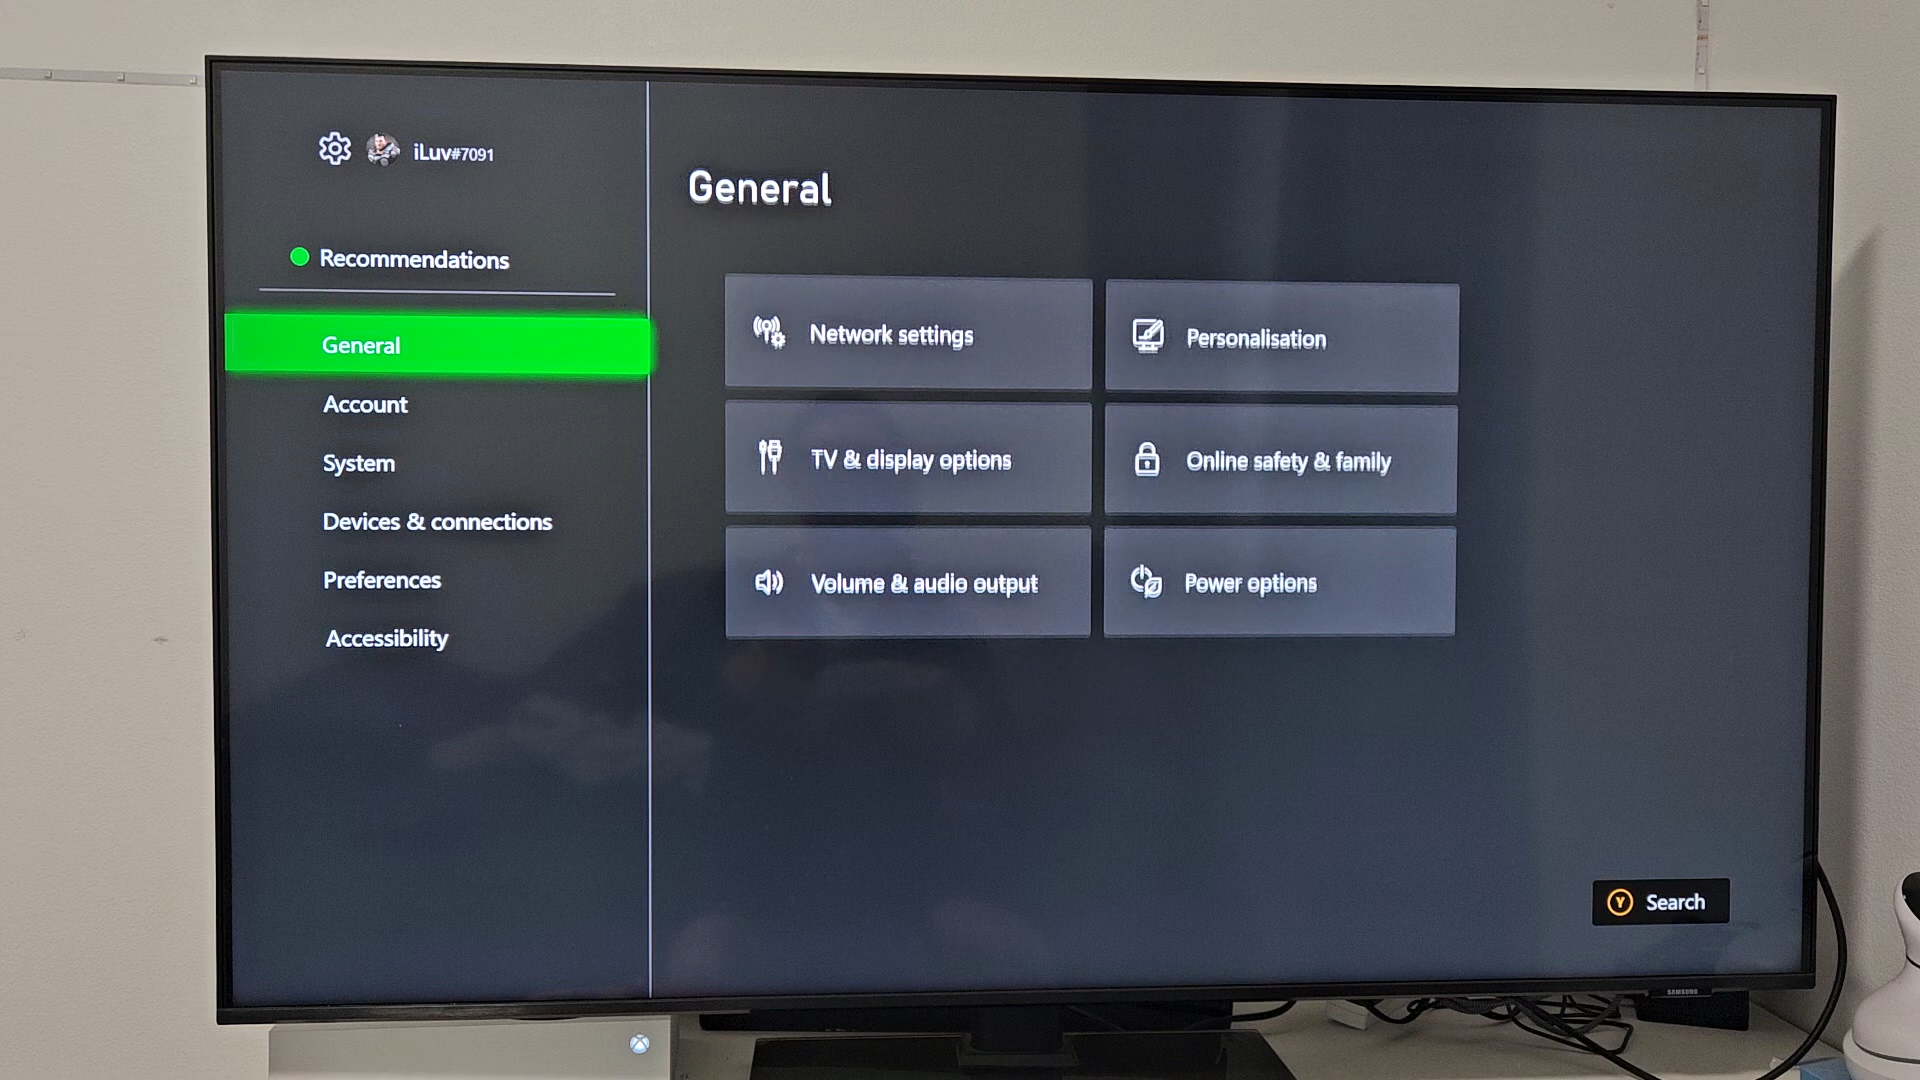 iLuv#7091
Recommendations
General
Account
System
Devices & connections
Preferences
Accessibility
General
Network settings
Personalisation
TV & display options
Online safety & family
Volume & audio output
Power options
Y Search
SAMSUNG